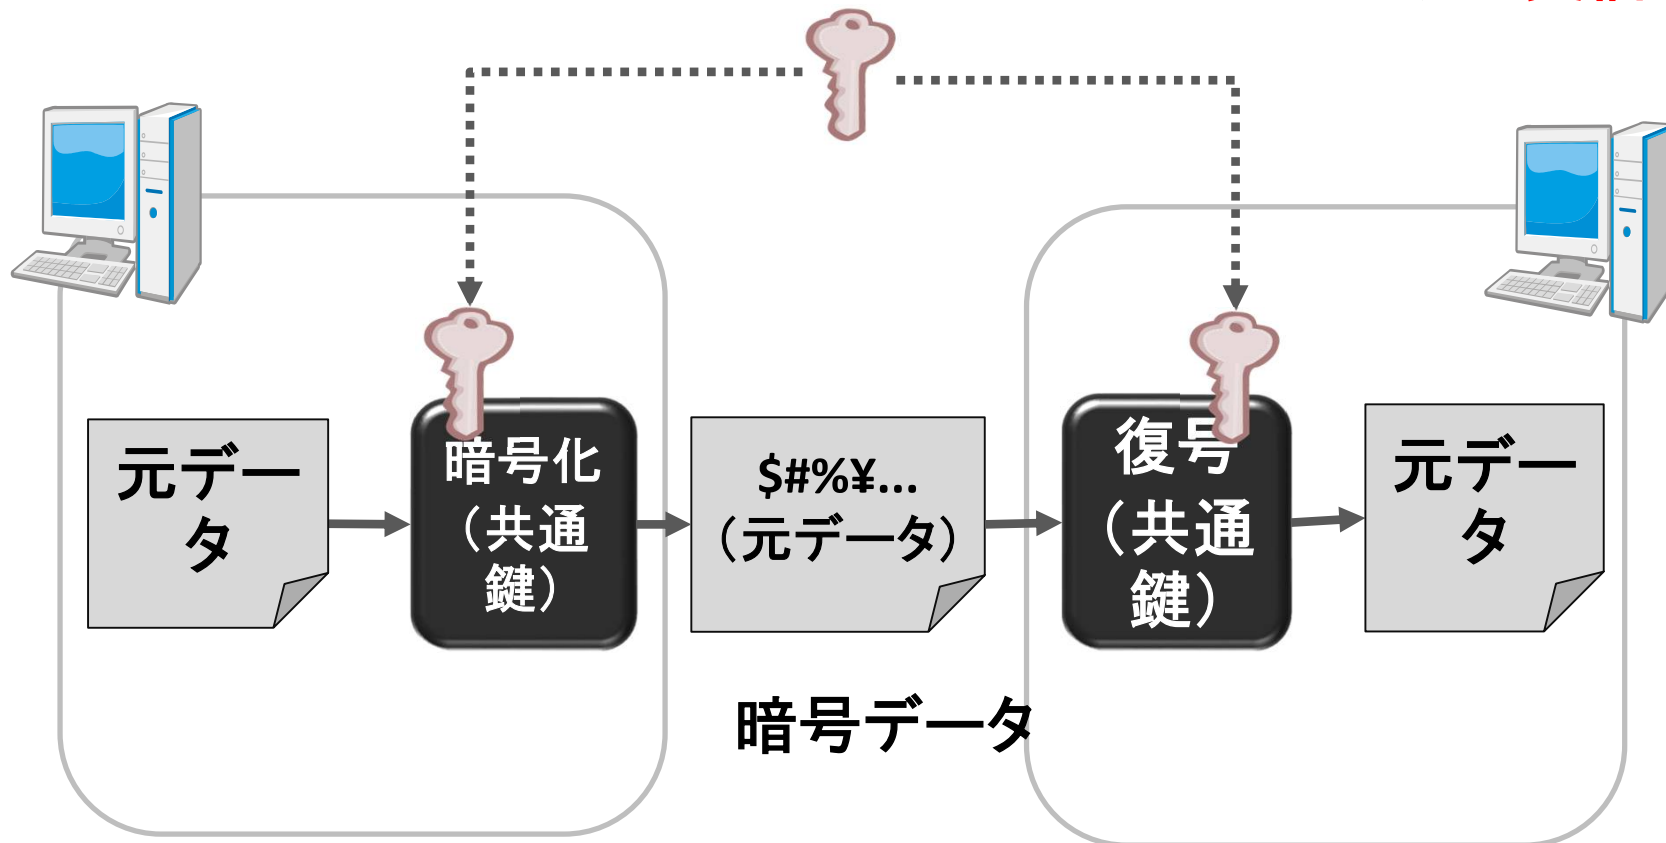 元デー
タ
暗号化
（共通
鍵）
$#%¥...
（元データ）
復号
（共通
鍵）
元デー
タ
暗号データ